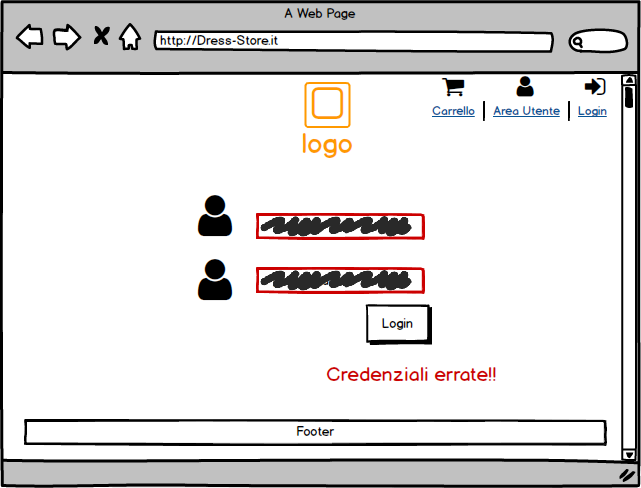 A Web Page
http://Dress-Store.it
Carrello
Area Utente
Login
logo
Login
Credenziali errate!!
Footer